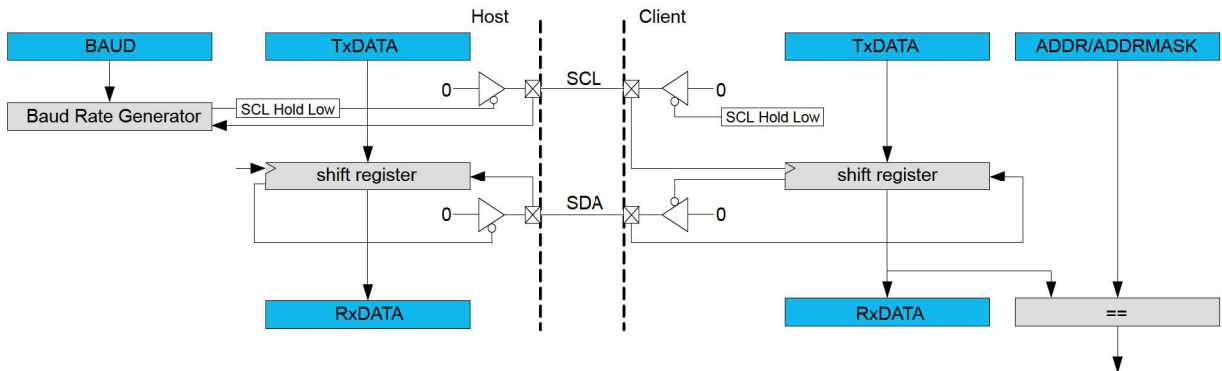 Host Client
BAUD TxDATA TxDATA ADDR/ADDRMASK
SCL
0 0
Baud Rate Generator SCL Hold Low SCL Hold Low
shift register shift register
SDA
0 0
RxDATA RxDATA ==